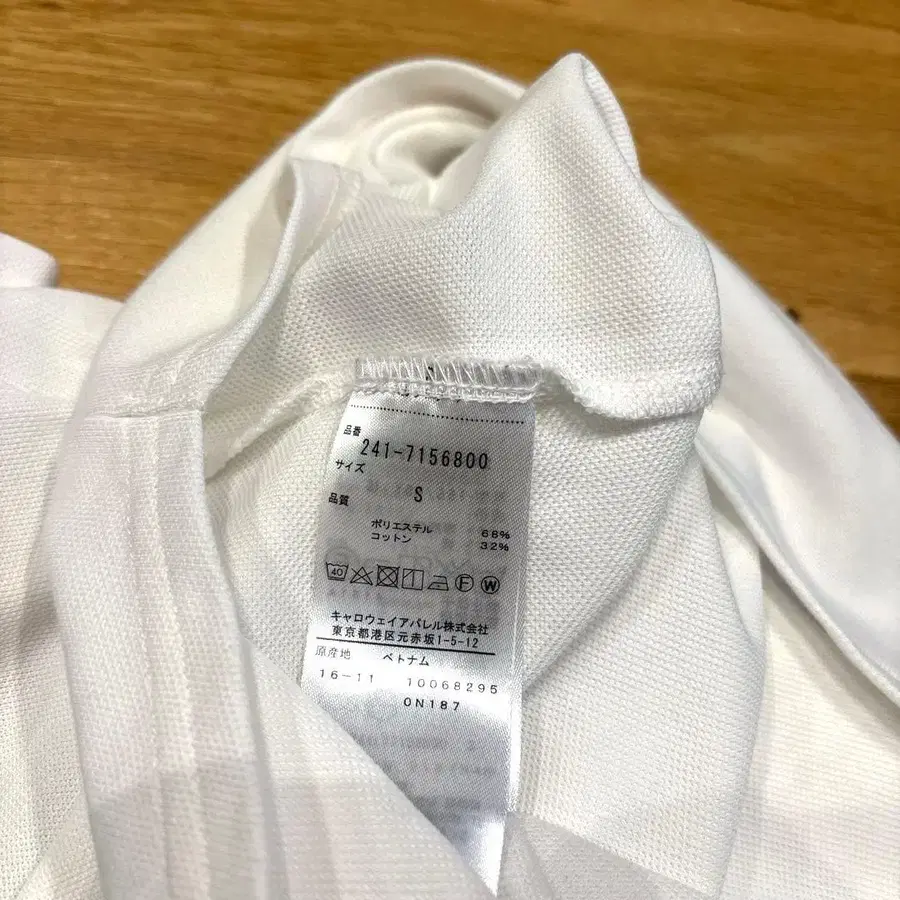 品番
241-7156800
サイズ
S
品質
ポリエステル 68%
コットン 32%
40 F W
キャロウェイアパレル株式会社
東京都港区元赤坂1-5-12
原産地 ベトナム
16-11 10068295
0N187